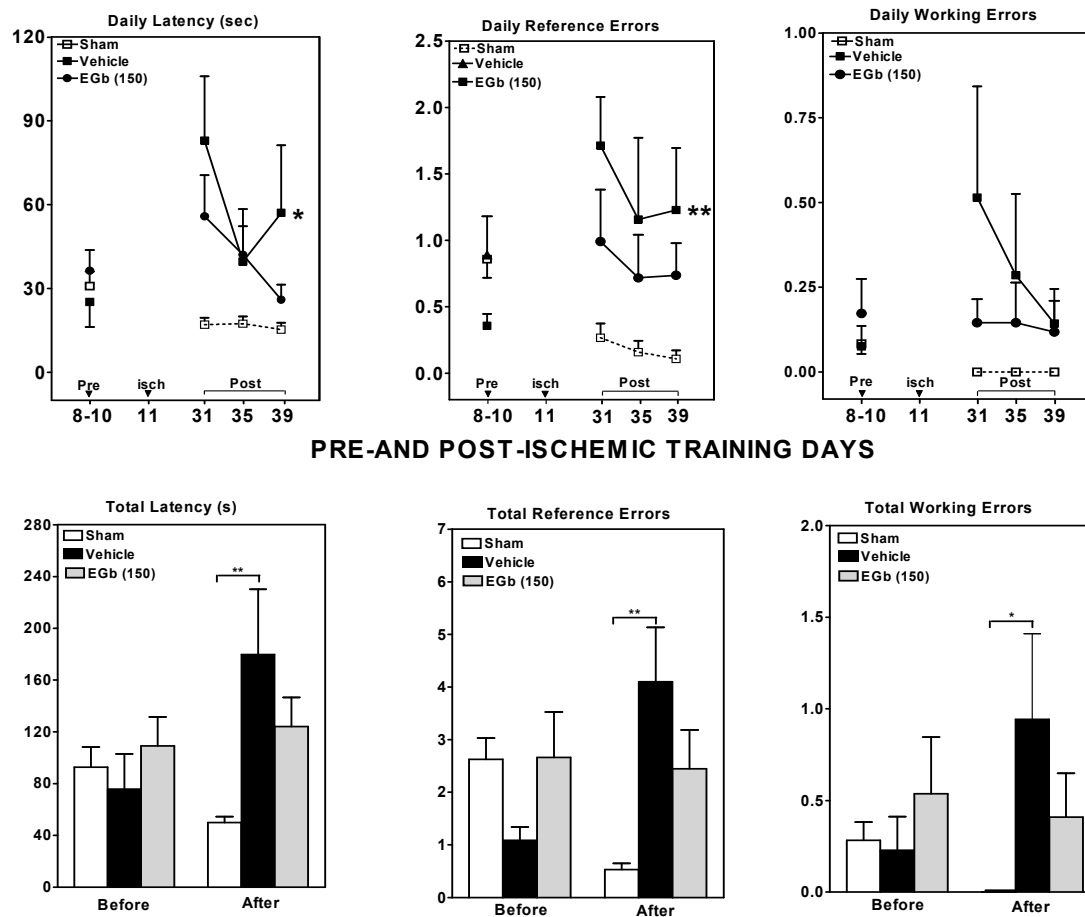 Daily Latency (sec)
Sham
Vehicle
EGb (150)
120
90
60
30
0
*
Pre
isch
Post
8-10
11
31
35
39
Daily Reference Errors
Sham
Vehicle
EGb (150)
2.5
2.0
1.5
1.0
0.5
0.0
**
Pre
isch
Post
8-10
11
31
35
39
Daily Working Errors
Sham
Vehicle
EGb (150)
1.00
0.75
0.50
0.25
0.00
Pre
isch
Post
8-10
11
31
35
39
PRE-AND POST-ISCHEMIC TRAINING DAYS
Total Latency (s)
Sham
Vehicle
EGb (150)
280
240
200
160
120
80
40
0
**
Before
After
Total Reference Errors
Sham
Vehicle
EGb (150)
7
6
5
4
3
2
1
0
**
Before
After
Total Working Errors
Sham
Vehicle
EGb (150)
2.0
1.5
1.0
0.5
0.0
*
Before
After